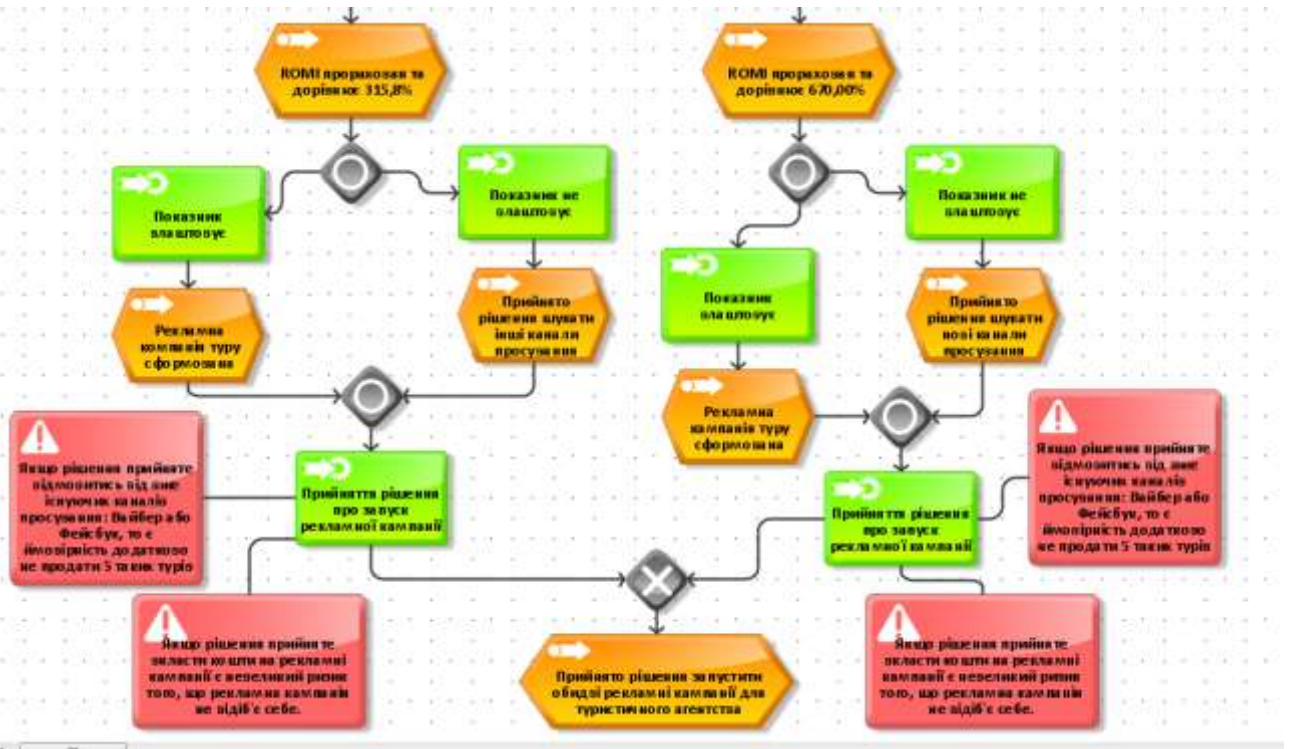 ROMI прорахован та
дорівнює 315,8%
ROMI прорахован та
дорівнює 670,00%
Показник
влаштовує
Показник не
влаштовує
Показник
влаштовує
Показник не
влаштовує
Рекламна
компанія туру
сформована
Прийнято
рішення шукати
інші канали
просування
Рекламна
кампанія туру
сформована
Прийнято
рішення шукати
нові канали
просування
Якщо рішення прийняте
відмовитись від вже
існуючих каналів
просування: Вайбер або
Фейсбук, то є
ймовірність додатково
не продати 5 таких турів
Прийняття рішення
про запуск
рекламної кампанії
Прийняття рішення
про запуск
рекламної кампанії
Якщо рішення прийняте
відмовитись від вже
існуючих каналів
просування: Вайбер або
Фейсбук, то є
ймовірність додатково
не продати 5 таких турів
Якщо рішення прийняте
вкласти кошти на рекламні
кампанії є невеликий ризик
того, що рекламна кампанія
не відіб'є себе.
Прийнято рішення запустити
обидві рекламні кампанії для
туристичного агентства
Якщо рішення прийняте
вкласти кошти на рекламні
кампанії є невеликий ризик
того, що рекламна кампанія
не відіб'є себе.